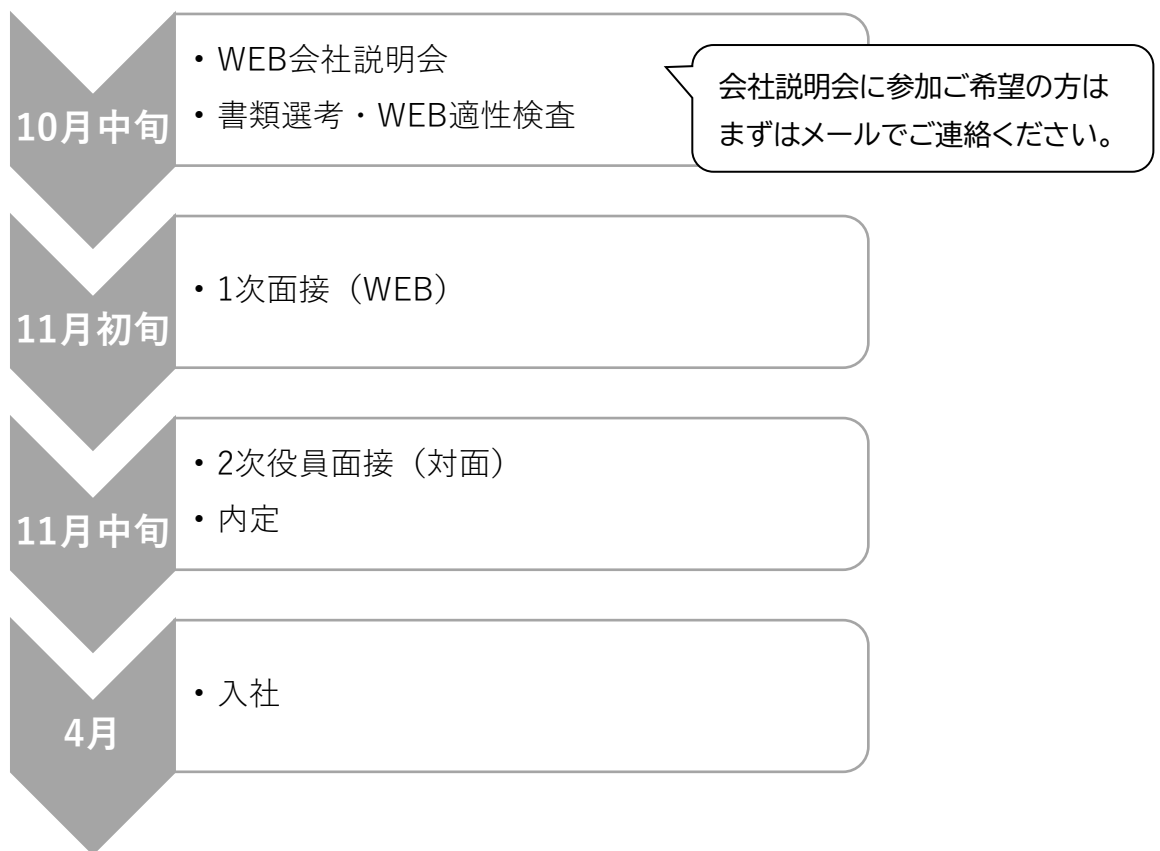 10月中旬
・WEB会社説明会
・書類選考・WEB適性検査
会社説明会に参加ご希望の方は
まずはメールでご連絡ください。
11月初旬
・1次面接（WEB）
11月中旬
・2次役員面接（対面）
・内定
4月
・入社